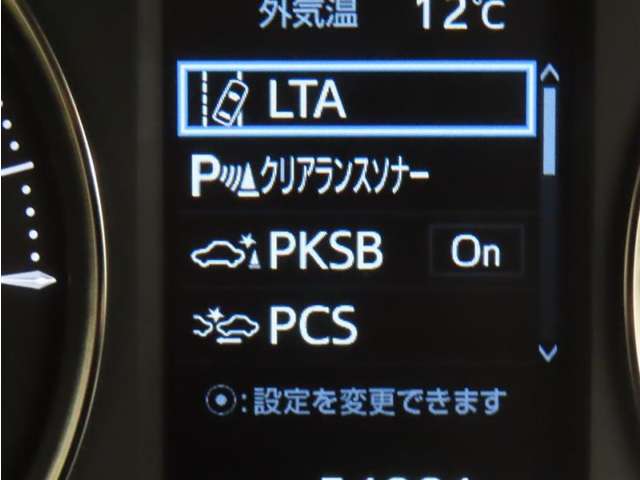 外気温 12℃
LTA
P クリアランスソナー
PKSB On
PCS
:設定を変更できます